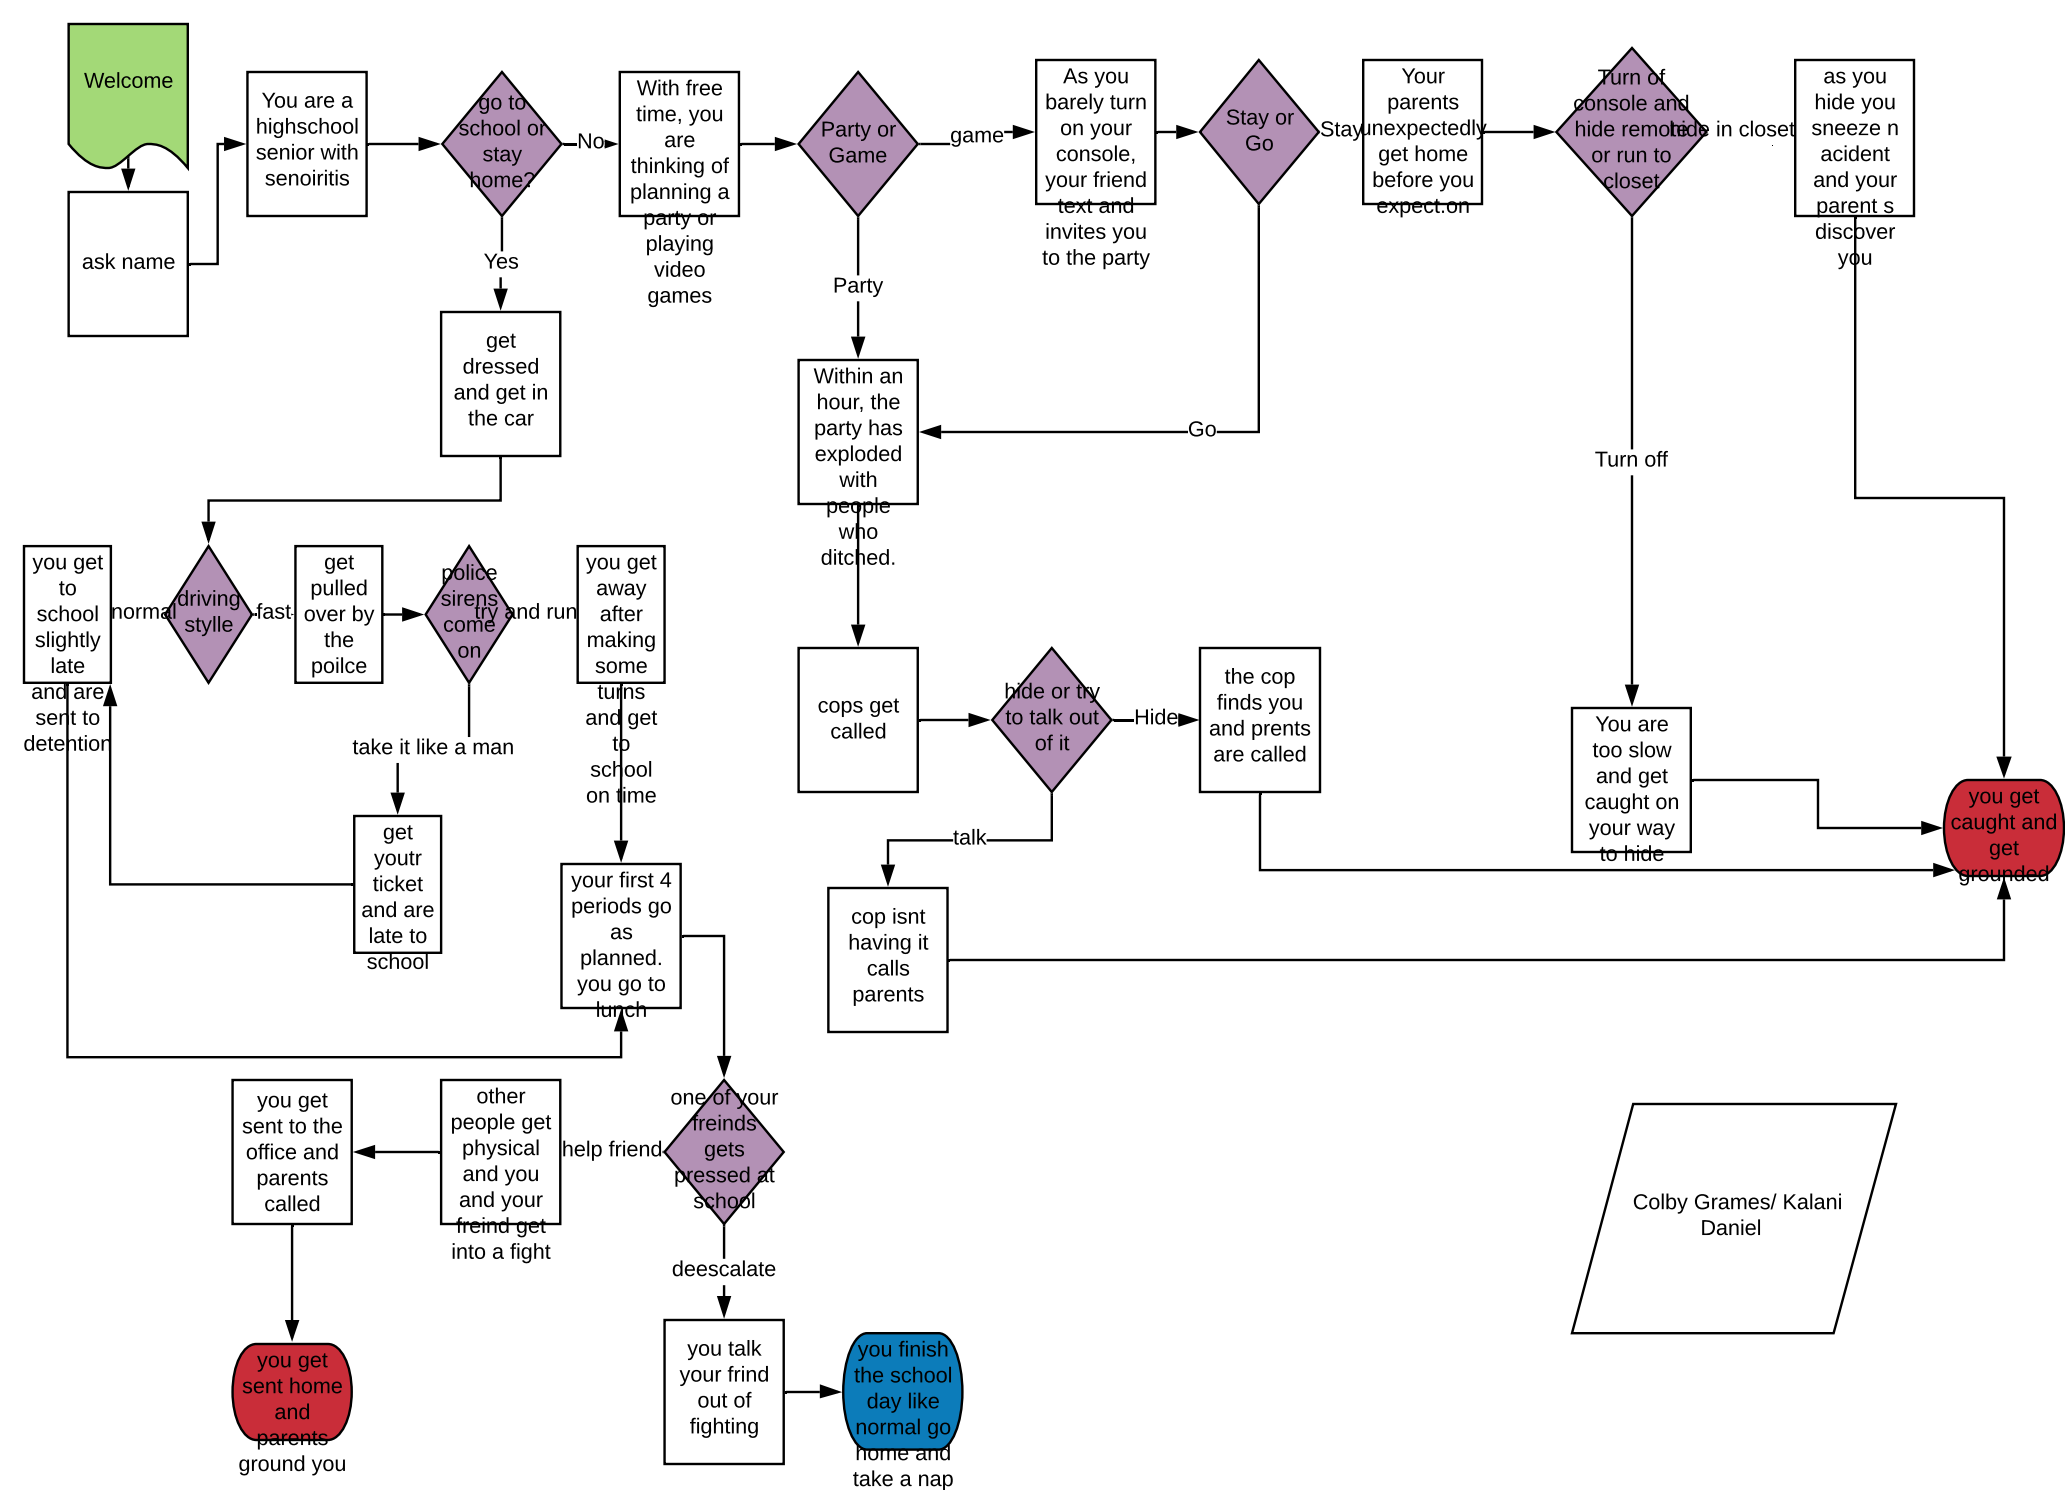 Welcome
ask name
You are a
highschool
senior with
senoiritis
go to
school or
stay
home?
No
Yes
With free
time, you
are
thinking of
planning a
party or
playing
video
games
Party or
Game
game
Party
As you
barely turn
on your
console,
your friend
text and
invites you
to the party
Stay or
Go
Stay
Go
Your
parents
unexpectedly
get home
before you
expect.on
Turn of
console and
hide remote
or run to
closet
hide in closet
Turn off
as you
hide you
sneeze n
acident
and your
parent s
discover
you
get
dressed
and get in
the car
Within an
hour, the
party has
exploded
with
people
who
ditched.
you get
to
school
slightly
late
and are
sent to
detention
normal
driving
stylle
fast
get
pulled
over by
the
poilce
police
sirens
come
on
try and run
take it like a man
you get
away
after
making
some
turns
and get
to
school
on time
get
youtr
ticket
and are
late to
school
cops get
called
hide or try
to talk out
of it
Hide
talk
the cop
finds you
and prents
are called
You are
too slow
and get
caught on
your way
to hide
you get
caught and
get
grounded
your first 4
periods go
as
planned.
you go to
lunch
cop isnt
having it
calls
parents
you get
sent to the
office and
parents
called
other
people get
physical
and you
and your
freind get
into a fight
help friend
one of your
freinds
gets
pressed at
school
deescalate
Colby Grames/ Kalani
Daniel
you get
sent home
and
parents
ground you
you talk
your frind
out of
fighting
you finish
the school
day like
normal go
home and
take a nap